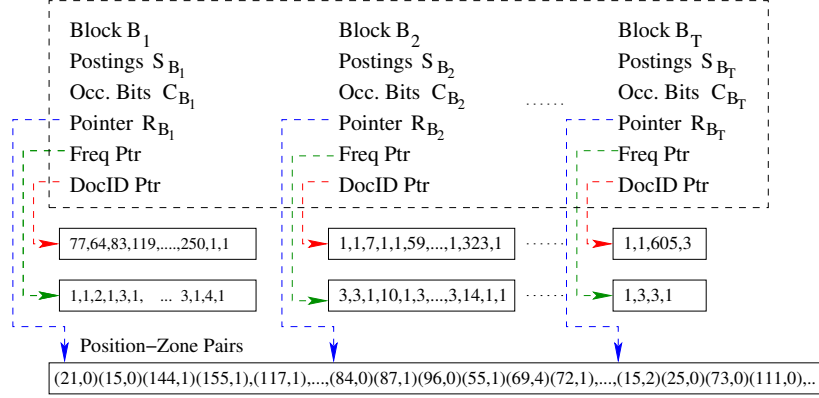 Block B1 Block B2 Block BT
Postings SB1 Postings SB2 Postings SBT
Occ. Bits CB1 Occ. Bits CB2 ...... Occ. Bits CBT
Pointer RB1 Pointer RB2 Pointer RBT
Freq Ptr Freq Ptr Freq Ptr
DocID Ptr DocID Ptr DocID Ptr
77,64,83,119,.....,250,1,1 1,1,7,1,1,59,...,1,323,1 ...... 1,1,605,3
1,1,2,1,3,1, ... 3,1,4,1 3,3,1,10,1,3,...,3,14,1,1 ...... 1,3,3,1
Position−Zone Pairs
(21,0)(15,0)(144,1)(155,1),(117,1),...,(84,0)(87,1)(96,0)(55,1)(69,4)(72,1),...,(15,2)(25,0)(73,0)(111,0),..